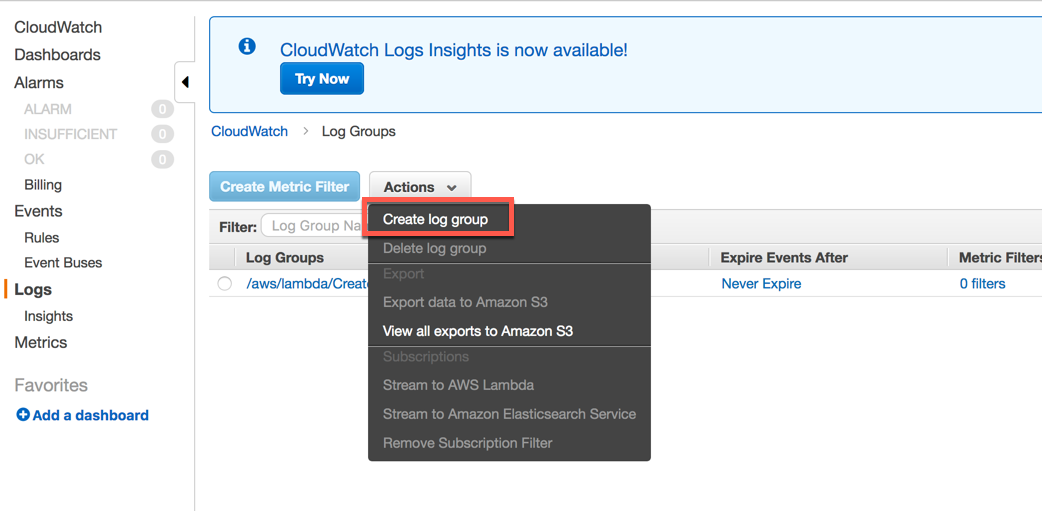 CloudWatch
Dashboards
Alarms
ALARM 0
INSUFFICIENT 0
OK 0
Billing
Events
Rules
Event Buses
Logs
Insights
Metrics
Favorites
Add a dashboard
CloudWatch Logs Insights is now available!
Try Now
CloudWatch > Log Groups
Create Metric Filter Actions
Filter: Log Group Na
Create log group
Delete log group
Export
Export data to Amazon S3
View all exports to Amazon S3
Subscriptions
Stream to AWS Lambda
Stream to Amazon Elasticsearch Service
Remove Subscription Filter
Log Groups Expire Events After Metric Filters
/aws/lambda/Create Never Expire 0 filters